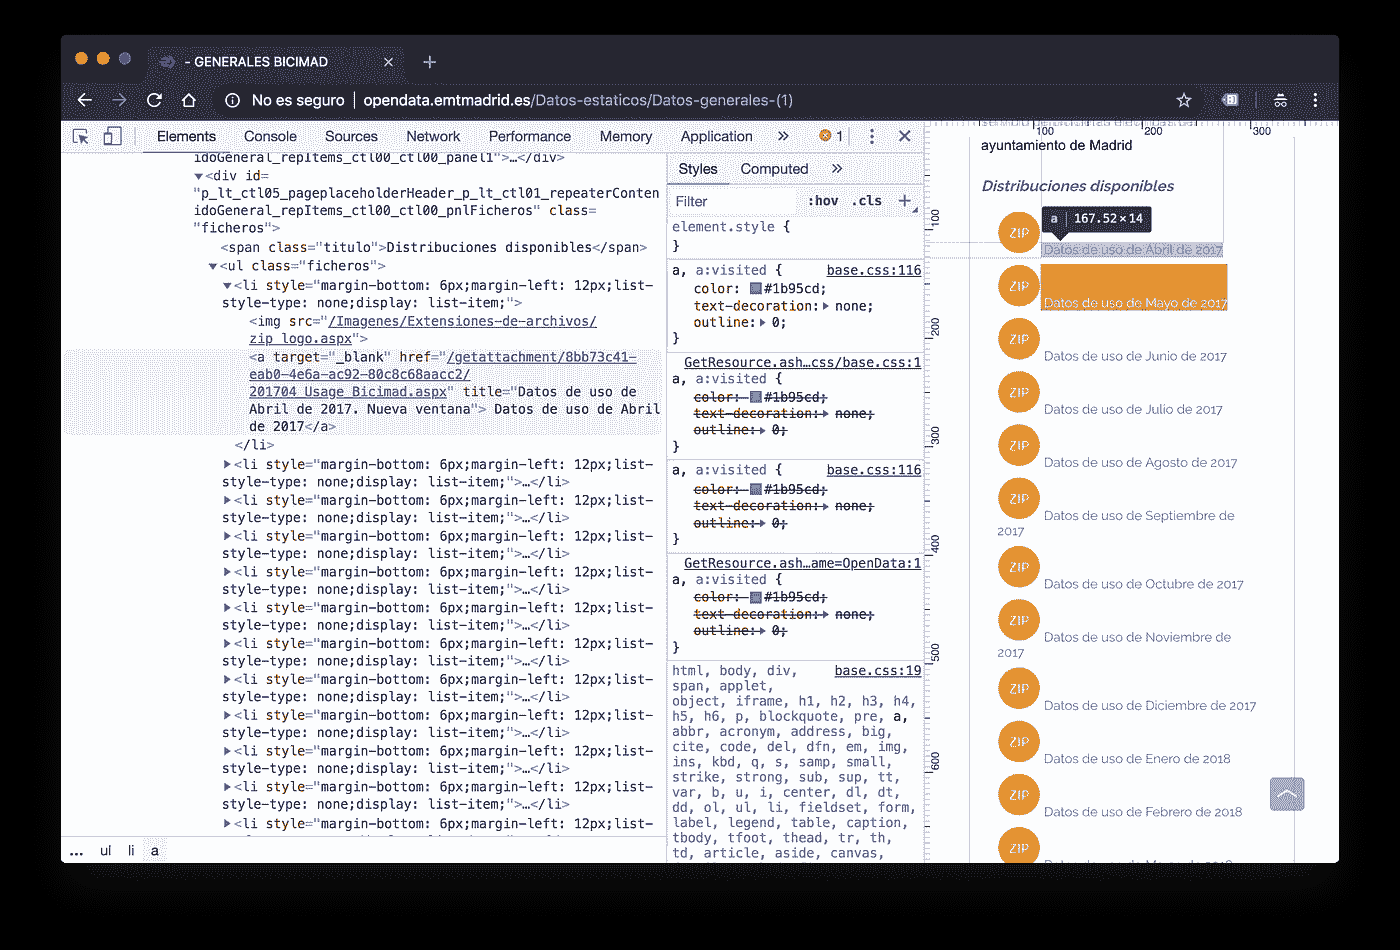 - GENERALES BICIMAD
No es seguro | opendata.emtmadrid.es/Datos-estaticos/Datos-generales-(1)
Elements Console Sources Network Performance Memory Application » 1
idoGeneral_repItems_ctl00_ctl00_panel1">…</div>
<div id=
"p_lt_ctl05_pageplaceholderHeader_p_lt_ctl01_repeaterConten
idoGeneral_repItems_ctl00_ctl00_pnlFicheros" class=
"ficheros">
<span class="titulo">Distribuciones disponibles</span>
<ul class="ficheros">
<li style="margin-bottom: 6px;margin-left: 12px;list-
style-type: none;display: list-item;">
<img src="/Imagenes/Extensiones-de-archivos/
zip_logo.aspx">
<a target="_blank" href="/getattachment/8bb73c41-
eab0-4e6a-ac92-80c8c68aacc2/
201704_Usage_Bicimad.aspx" title="Datos de uso de
Abril de 2017. Nueva ventana"> Datos de uso de Abril
de 2017</a>
</li>
<li style="margin-bottom: 6px;margin-left: 12px;list-
style-type: none;display: list-item;">…</li>
<li style="margin-bottom: 6px;margin-left: 12px;list-
style-type: none;display: list-item;">…</li>
<li style="margin-bottom: 6px;margin-left: 12px;list-
style-type: none;display: list-item;">…</li>
<li style="margin-bottom: 6px;margin-left: 12px;list-
style-type: none;display: list-item;">…</li>
<li style="margin-bottom: 6px;margin-left: 12px;list-
style-type: none;display: list-item;">…</li>
<li style="margin-bottom: 6px;margin-left: 12px;list-
style-type: none;display: list-item;">…</li>
<li style="margin-bottom: 6px;margin-left: 12px;list-
style-type: none;display: list-item;">…</li>
<li style="margin-bottom: 6px;margin-left: 12px;list-
style-type: none;display: list-item;">…</li>
<li style="margin-bottom: 6px;margin-left: 12px;list-
style-type: none;display: list-item;">…</li>
<li style="margin-bottom: 6px;margin-left: 12px;list-
style-type: none;display: list-item;">…</li>
<li style="margin-bottom: 6px;margin-left: 12px;list-
... ul li a
Styles Computed »
Filter :hov .cls +
element.style {
}
a, a:visited { base.css:116
color: #1b95cd;
text-decoration: none;
outline: 0;
}
GetResource.ash…css/base.css:1
a, a:visited {
color: #1b95cd;
text-decoration: none;
outline: 0;
}
a, a:visited { base.css:116
color: #1b95cd;
text-decoration: none;
outline: 0;
}
GetResource.ash…ame=OpenData:1
a, a:visited {
color: #1b95cd;
text-decoration: none;
outline: 0;
}
html, body, div, base.css:19
span, applet,
object, iframe, h1, h2, h3, h4,
h5, h6, p, blockquote, pre, a,
abbr, acronym, address, big,
cite, code, del, dfn, em, img,
ins, kbd, q, s, samp, small,
strike, strong, sub, sup, tt,
var, b, u, i, center, dl, dt,
dd, ol, ul, li, fieldset, form,
label, legend, table, caption,
tbody, tfoot, thead, tr, th,
td, article, aside, canvas,
100 200 300
100
200
300
400
500
600
ayuntamiento de Madrid
Distribuciones disponibles
a | 167.52 × 14
ZIP Datos de uso de Abril de 2017
ZIP Datos de uso de Mayo de 2017
ZIP Datos de uso de Junio de 2017
ZIP Datos de uso de Julio de 2017
ZIP Datos de uso de Agosto de 2017
ZIP Datos de uso de Septiembre de
2017
ZIP Datos de uso de Octubre de 2017
ZIP Datos de uso de Noviembre de
2017
ZIP Datos de uso de Diciembre de 2017
ZIP Datos de uso de Enero de 2018
ZIP Datos de uso de Febrero de 2018
ZIP